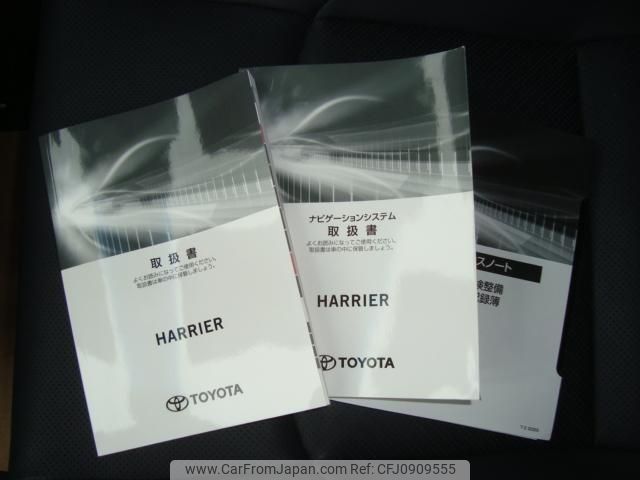 取扱書
よくお読みになってご使用ください。
取扱書は車の中に保管しましょう。
HARRIER
TOYOTA
ナビゲーションシステム
取扱書
よくお読みになってご使用ください。
取扱書は車の中に保管しましょう。
HARRIER
TOYOTA
スノート
検整備
記録簿
www.CarFromJapan.com FKJ0909555